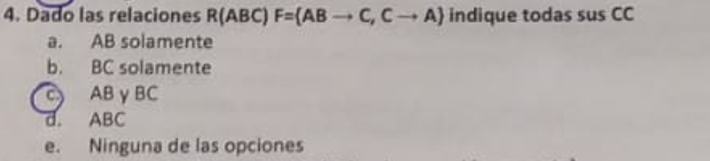 4. Dado las relaciones R(ABC) F={AB → C, C → A} indique todas sus CC
a. AB solamente
b. BC solamente
c. AB y BC
d. ABC
e. Ninguna de las opciones